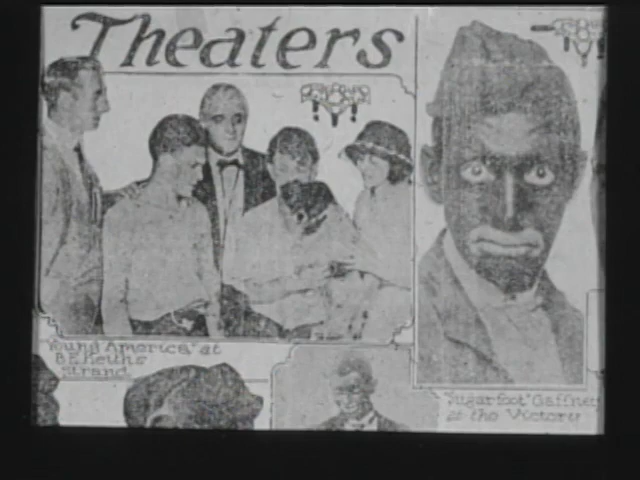 Theaters
"Young America" at
B.F. Keith's
Strand
"Sugarfoot" Gaffney
at the Victory